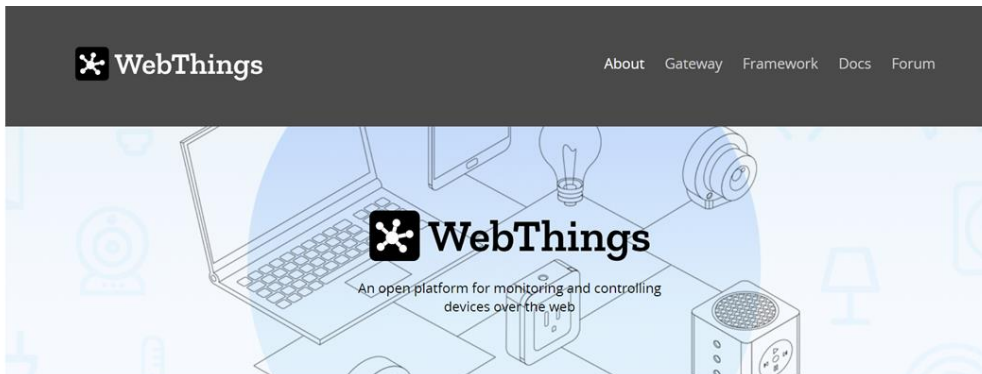 WebThings
About Gateway Framework Docs Forum
WebThings
An open platform for monitoring and controlling
devices over the web